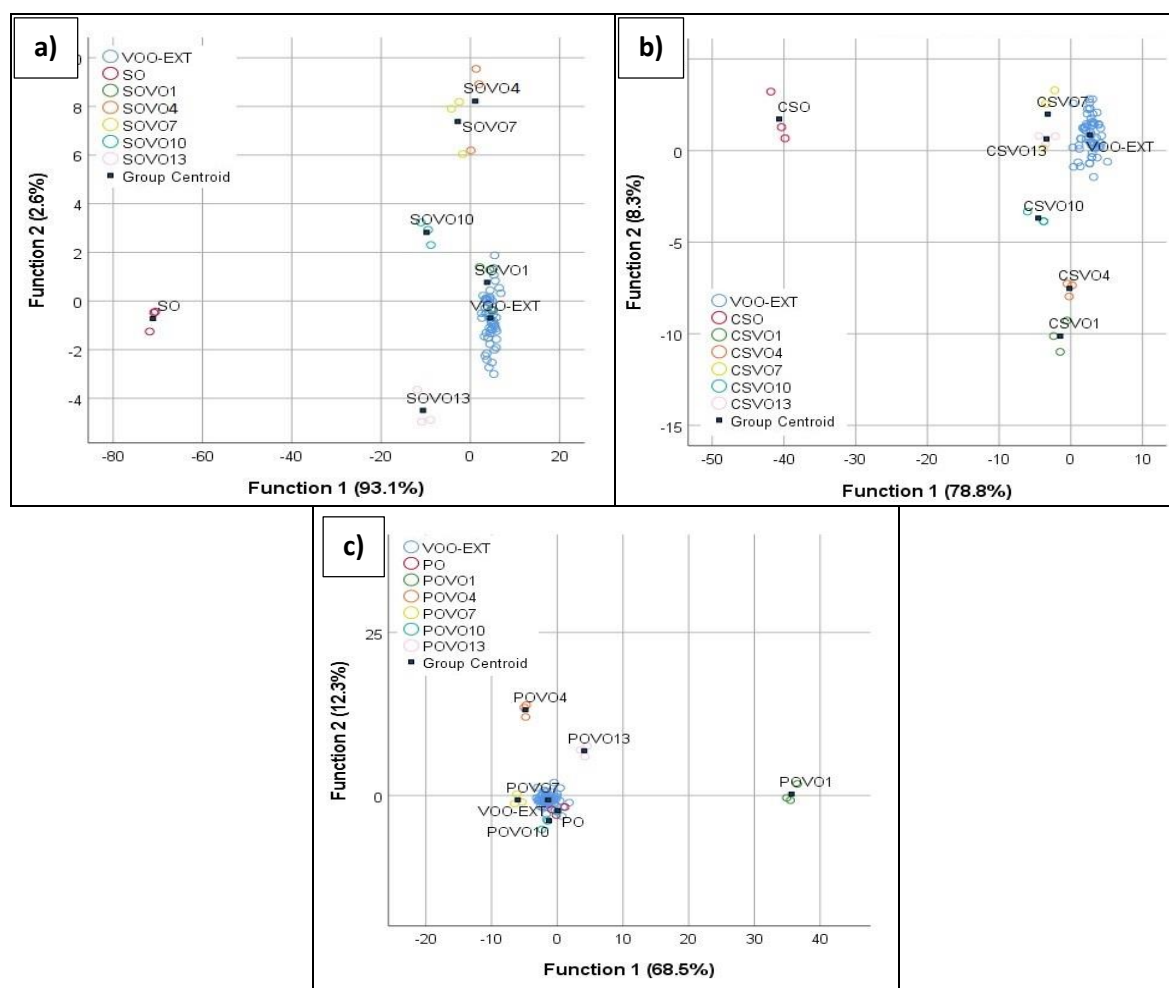 a)
VOO-EXT
SO
SOVO1
SOVO4
SOVO7
SOVO10
SOVO13
Group Centroid
SOVO4
SOVO7
SOVO10
SOVO1
VOO-EXT
SO
SOVO13
8
6
4
2
0
-2
-4
-80
-60
-40
-20
0
20
Function 2 (2.6%)
Function 1 (93.1%)
b)
CSO
CSVO7
CSVO13
VOO-EXT
CSVO10
CSVO4
CSVO1
VOO-EXT
CSO
CSVO1
CSVO4
CSVO7
CSVO10
CSVO13
Group Centroid
0
-5
-10
-15
-50
-40
-30
-20
-10
0
10
Function 2 (8.3%)
Function 1 (78.8%)
c)
VOO-EXT
PO
POVO1
POVO4
POVO7
POVO10
POVO13
Group Centroid
POVO4
POVO13
POVO7
POVO1
VOO-EXT
PO
POVO10
25
0
-20
-10
0
10
20
30
40
Function 2 (12.3%)
Function 1 (68.5%)